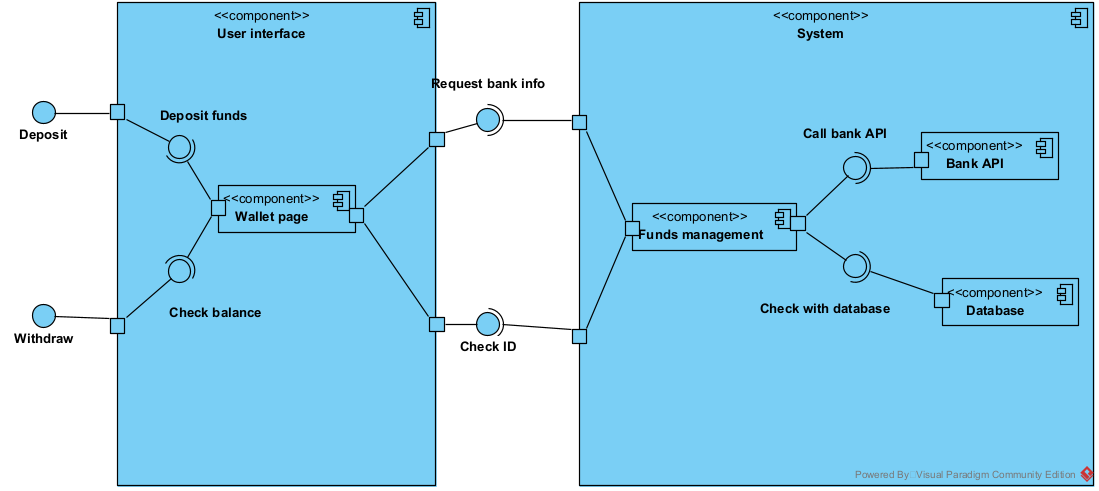 <<component>>
User interface
<<component>>
System
Request bank info
Deposit funds
Deposit
Call bank API
<<component>>
Bank API
<<component>>
Wallet page
<<component>>
Funds management
Check balance
Check with database
<<component>>
Database
Withdraw
Check ID
Powered By Visual Paradigm Community Edition